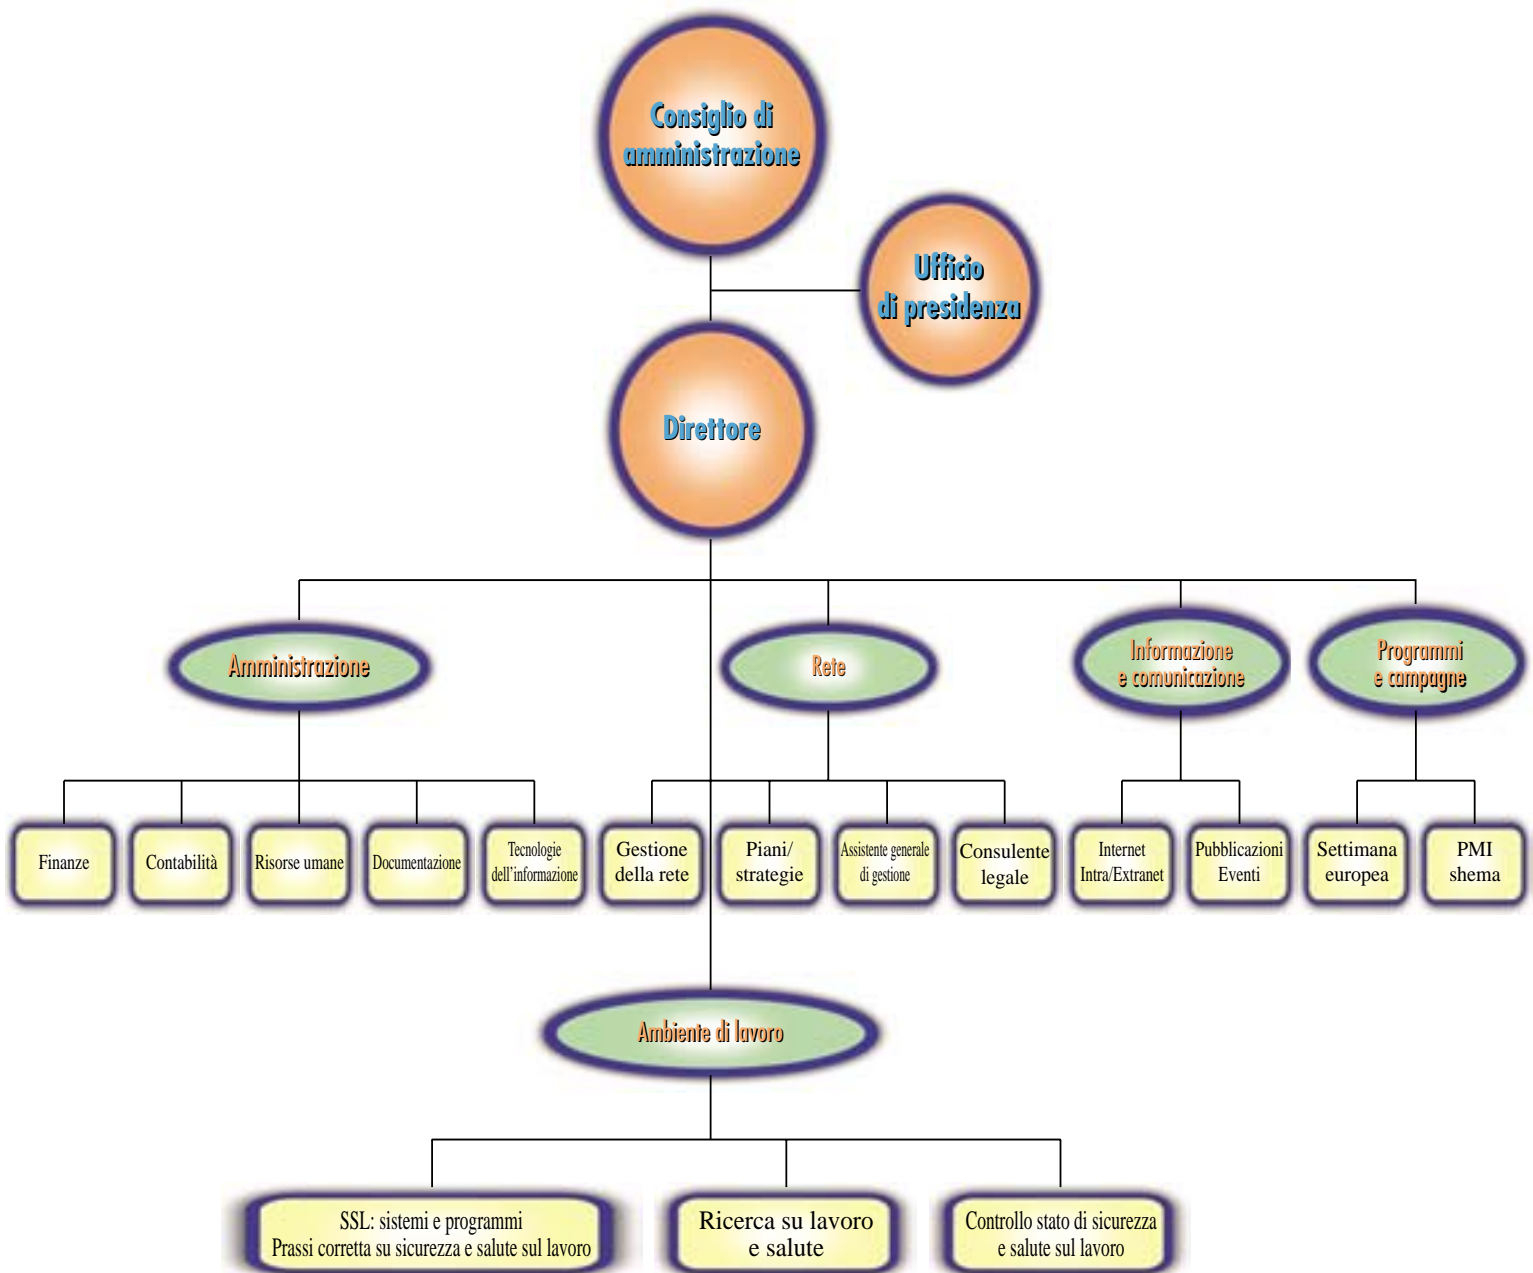 Consiglio di
amministrazione
Ufficio
di presidenza
Direttore
Amministrazione
Rete
Informazione
e comunicazione
Programmi
e campagne
Finanze
Contabilità
Risorse umane
Documentazione
Tecnologie
dell'informazione
Gestione
della rete
Piani/
strategie
Assistente generale
di gestione
Consulente
legale
Internet
Intra/Extranet
Pubblicazioni
Eventi
Settimana
europea
PMI
shema
Ambiente di lavoro
SSL: sistemi e programmi
Prassi corretta su sicurezza e salute sul lavoro
Ricerca su lavoro
e salute
Controllo stato di sicurezza
e salute sul lavoro